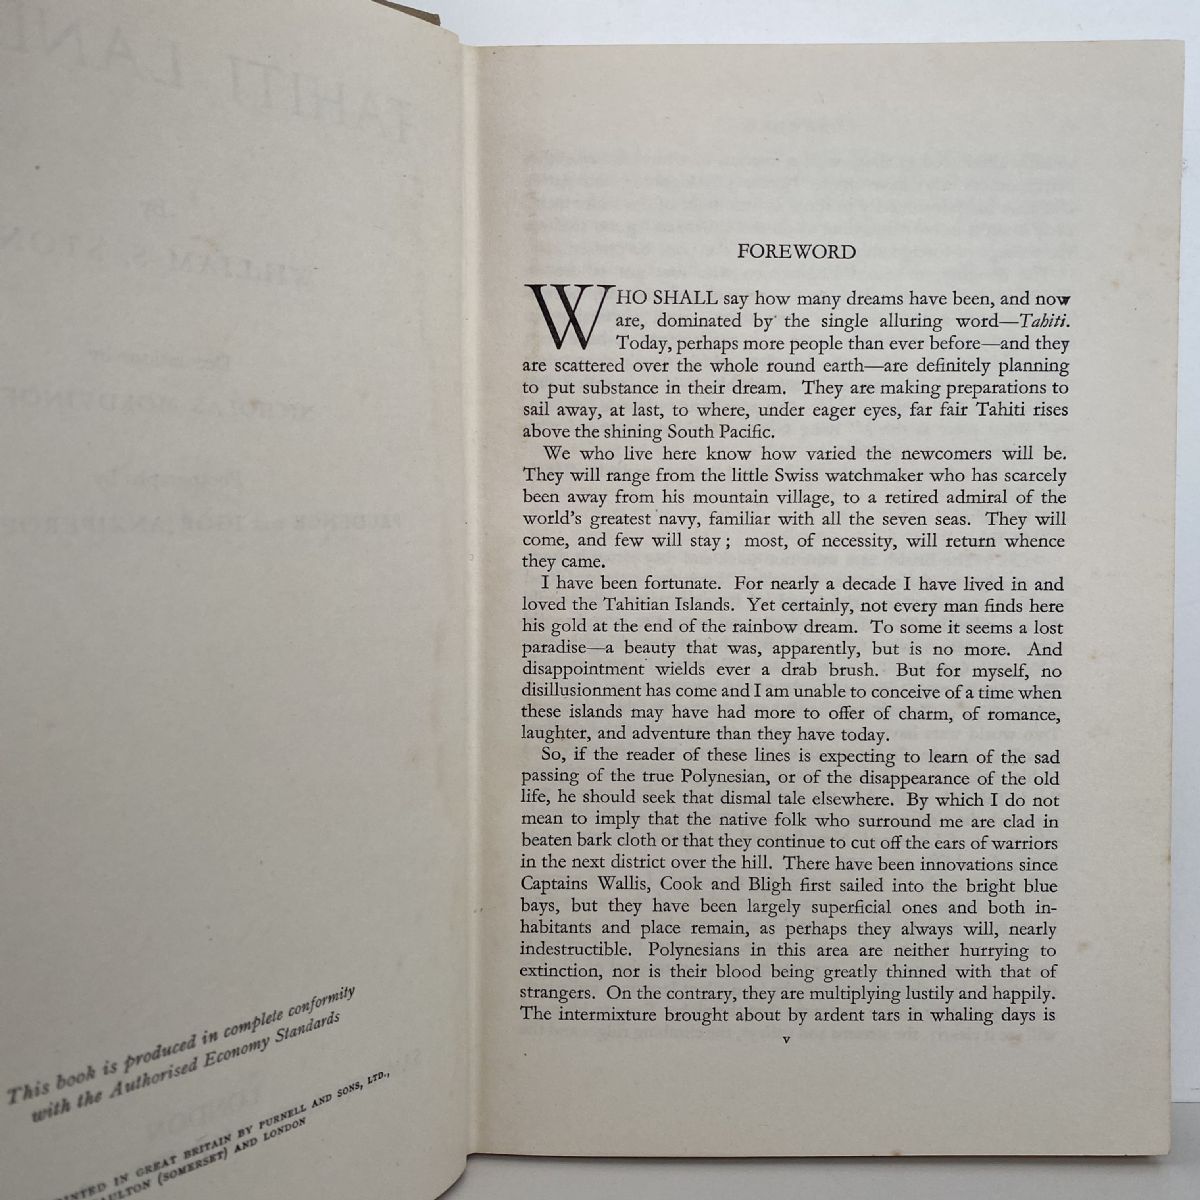 This book is produced in complete conformity
with the Authorised Economy Standards
IN GREAT BRITAIN BY PURNELL AND SONS, LTD.,
(SOMERSET) AND LONDON
FOREWORD
WHO SHALL say how many dreams have been, and now
are, dominated by the single alluring word—Tahiti.
Today, perhaps more people than ever before—and they
are scattered over the whole round earth—are definitely planning
to put substance in their dream. They are making preparations to
sail away, at last, to where, under eager eyes, far fair Tahiti rises
above the shining South Pacific.
We who live here know how varied the newcomers will be.
They will range from the little Swiss watchmaker who has scarcely
been away from his mountain village, to a retired admiral of the
world's greatest navy, familiar with all the seven seas. They will
come, and few will stay; most, of necessity, will return whence
they came.
I have been fortunate. For nearly a decade I have lived in and
loved the Tahitian Islands. Yet certainly, not every man finds here
his gold at the end of the rainbow dream. To some it seems a lost
paradise—a beauty that was, apparently, but is no more. And
disappointment wields ever a drab brush. But for myself, no
disillusionment has come and I am unable to conceive of a time when
these islands may have had more to offer of charm, of romance,
laughter, and adventure than they have today.
So, if the reader of these lines is expecting to learn of the sad
passing of the true Polynesian, or of the disappearance of the old
life, he should seek that dismal tale elsewhere. By which I do not
mean to imply that the native folk who surround me are clad in
beaten bark cloth or that they continue to cut off the ears of warriors
in the next district over the hill. There have been innovations since
Captains Wallis, Cook and Bligh first sailed into the bright blue
bays, but they have been largely superficial ones and both in-
habitants and place remain, as perhaps they always will, nearly
indestructible. Polynesians in this area are neither hurrying to
extinction, nor is their blood being greatly thinned with that of
strangers. On the contrary, they are multiplying lustily and happily.
The intermixture brought about by ardent tars in whaling days is
v